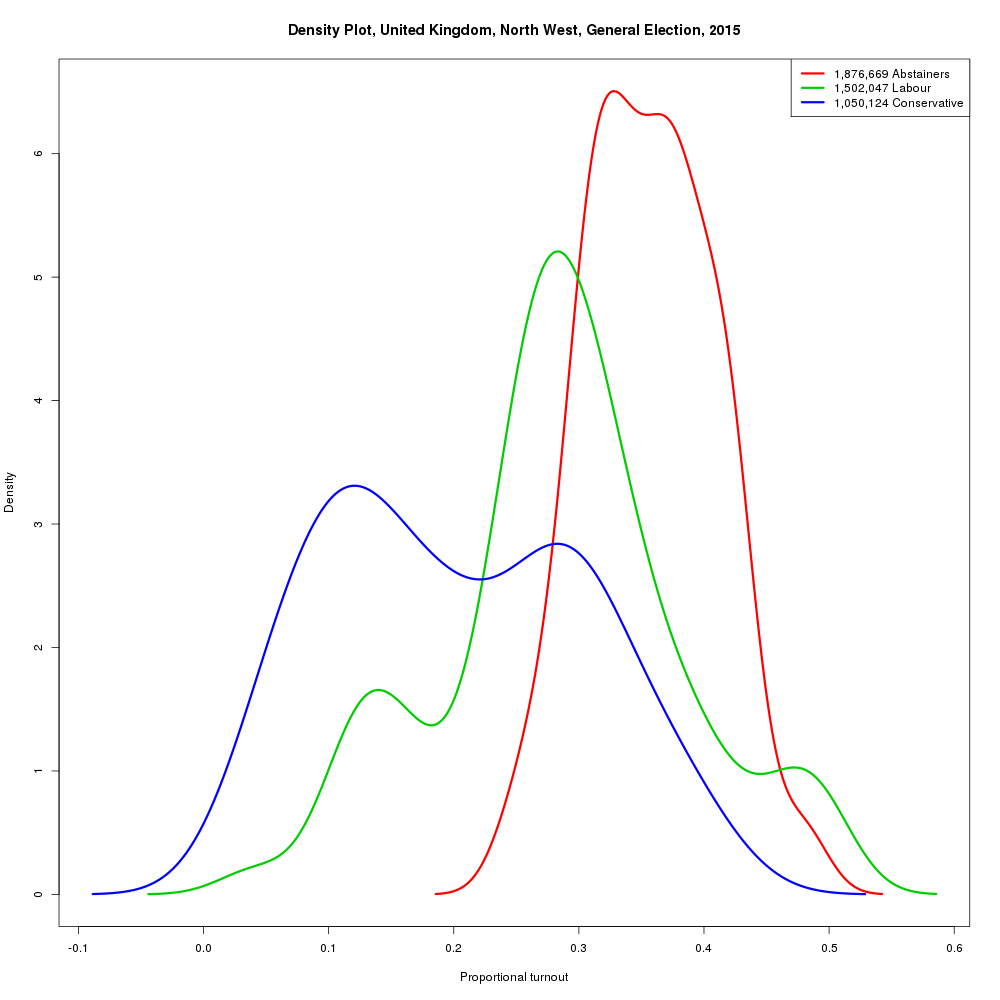 Density Plot, United Kingdom, North West, General Election, 2015
1,876,669 Abstainers
1,502,047 Labour
1,050,124 Conservative
Density
6
5
4
3
2
1
0
-0.1 0.0 0.1 0.2 0.3 0.4 0.5 0.6
Proportional turnout